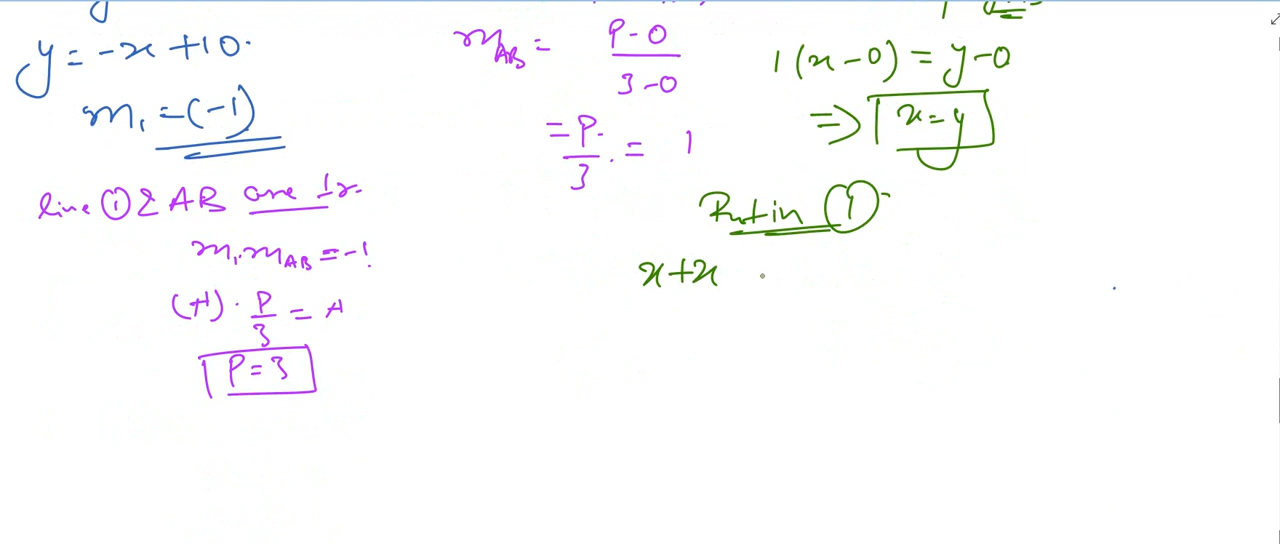 y = -x + 10.
m₁ = (-1)
line ① & AB are ⊥r.
m₁.m_AB = -1
(-1) . P/3 = -1
P = 3
m_AB = P-0/3-0
= P/3 . = 1
1(x-0) = y-0
⇒ x = y
Put in ①
x + x